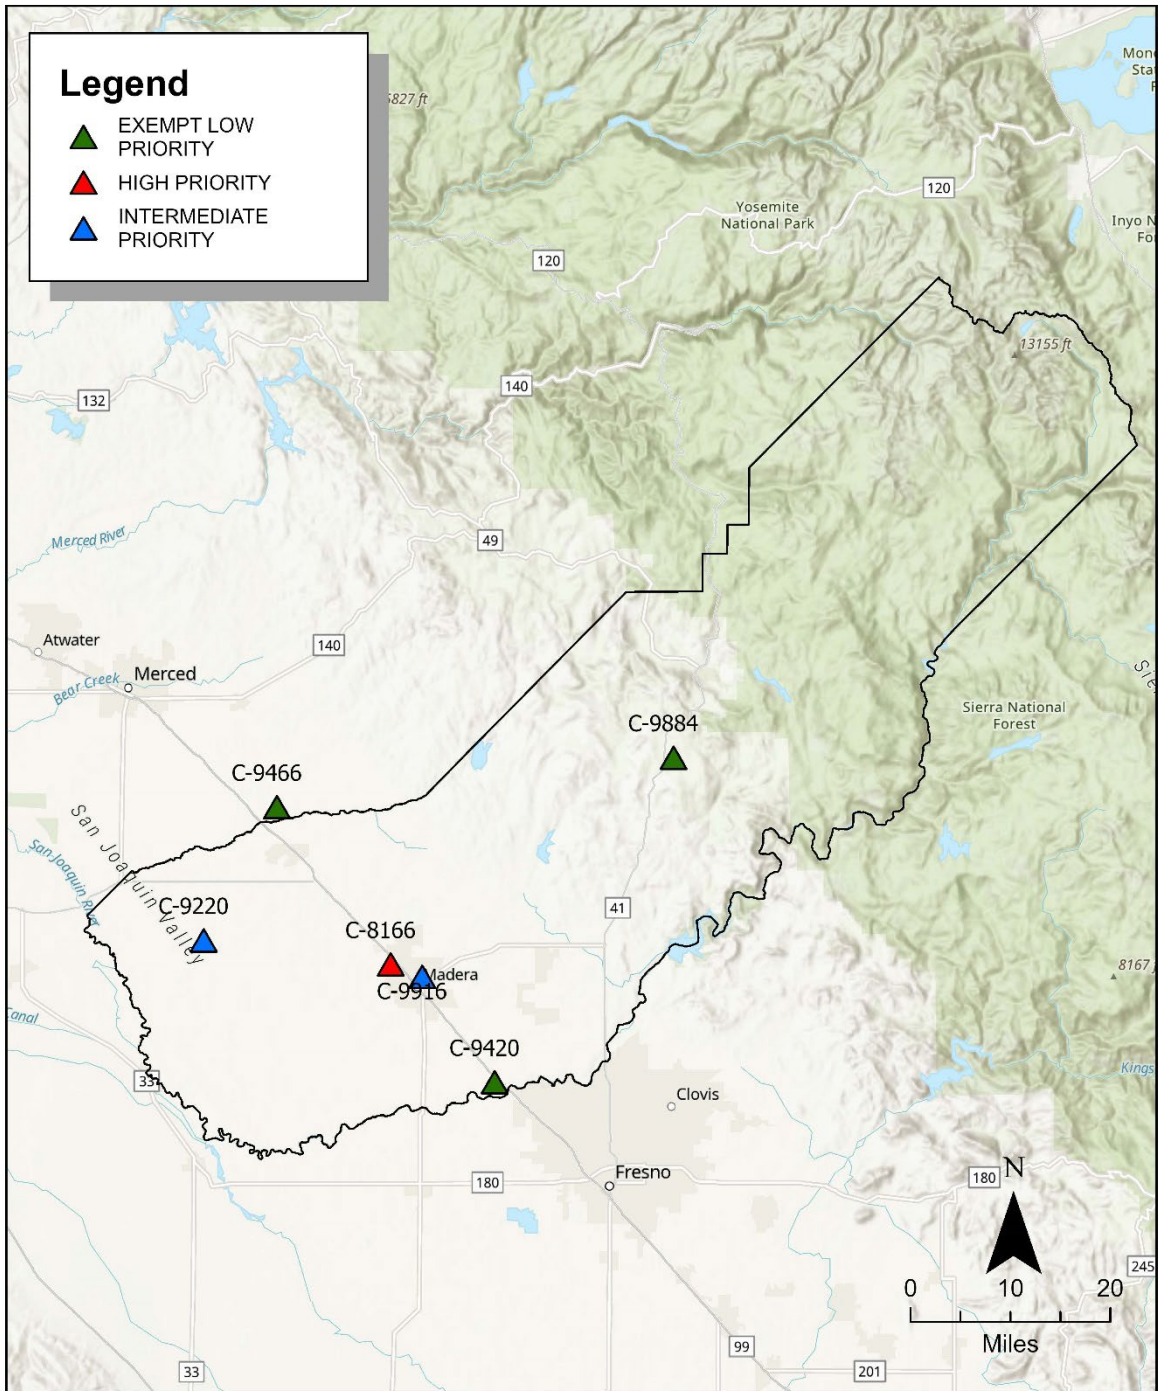 Legend
EXEMPT LOW
PRIORITY
HIGH PRIORITY
INTERMEDIATE
PRIORITY
5827 ft
120
Yosemite
National Park
120
13155 ft
140
132
Merced River
49
Atwater
140
Merced
Bear Creek
Sierra National
Forest
C-9884
C-9466
San Joaquin Valley
San Joaquin River
C-9220
41
C-8166
Madera
C-9916
8167
Canal
C-9420
33
Clovis
Kings
Fresno
180
180
N
245
0 10 20
Miles
99
33
201